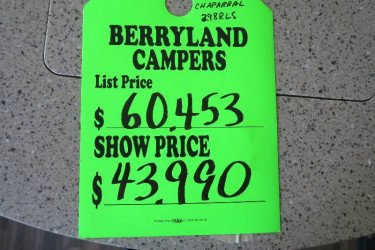 CHAPARRAL
298RLS
BERRYLAND
CAMPERS
List Price
$ 60,453
SHOW PRICE
$ 43,990